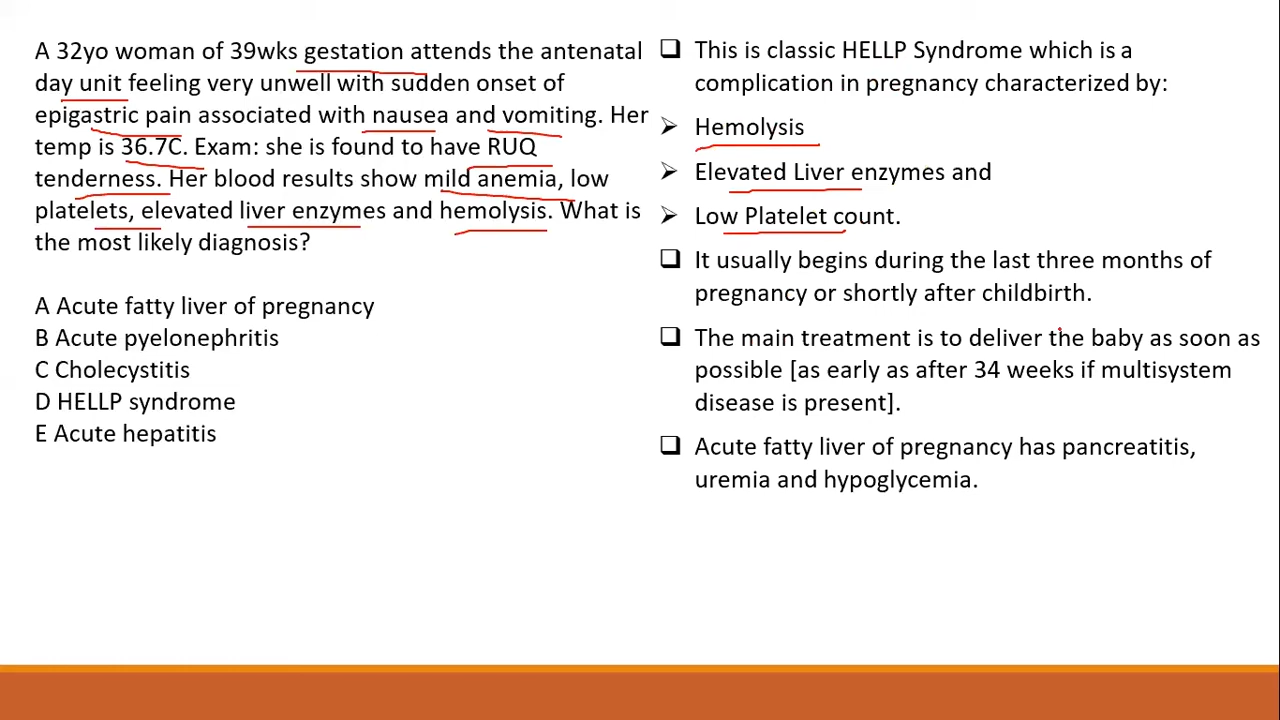 A 32yo woman of 39wks gestation attends the antenatal
day unit feeling very unwell with sudden onset of
epigastric pain associated with nausea and vomiting. Her
temp is 36.7C. Exam: she is found to have RUQ
tenderness. Her blood results show mild anemia, low
platelets, elevated liver enzymes and hemolysis. What is
the most likely diagnosis?
A Acute fatty liver of pregnancy
B Acute pyelonephritis
C Cholecystitis
D HELLP syndrome
E Acute hepatitis
❑ This is classic HELLP Syndrome which is a
complication in pregnancy characterized by:
➢ Hemolysis
➢ Elevated Liver enzymes and
➢ Low Platelet count.
❑ It usually begins during the last three months of
pregnancy or shortly after childbirth.
❑ The main treatment is to deliver the baby as soon as
possible [as early as after 34 weeks if multisystem
disease is present].
❑ Acute fatty liver of pregnancy has pancreatitis,
uremia and hypoglycemia.